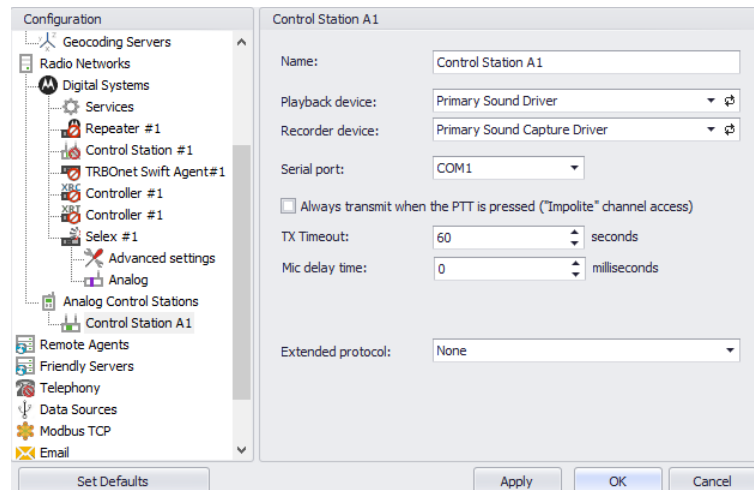 Configuration
Geocoding Servers
Radio Networks
Digital Systems
Services
Repeater #1
Control Station #1
TRBOnet Swift Agent#1
XRC Controller #1
XRT Controller #1
Selex #1
Advanced settings
Analog
Analog Control Stations
Control Station A1
Remote Agents
Friendly Servers
Telephony
Data Sources
Modbus TCP
Email
Set Defaults
Control Station A1
Name: Control Station A1
Playback device: Primary Sound Driver
Recorder device: Primary Sound Capture Driver
Serial port: COM1
Always transmit when the PTT is pressed ("Impolite" channel access)
TX Timeout: 60 seconds
Mic delay time: 0 milliseconds
Extended protocol: None
Apply OK Cancel